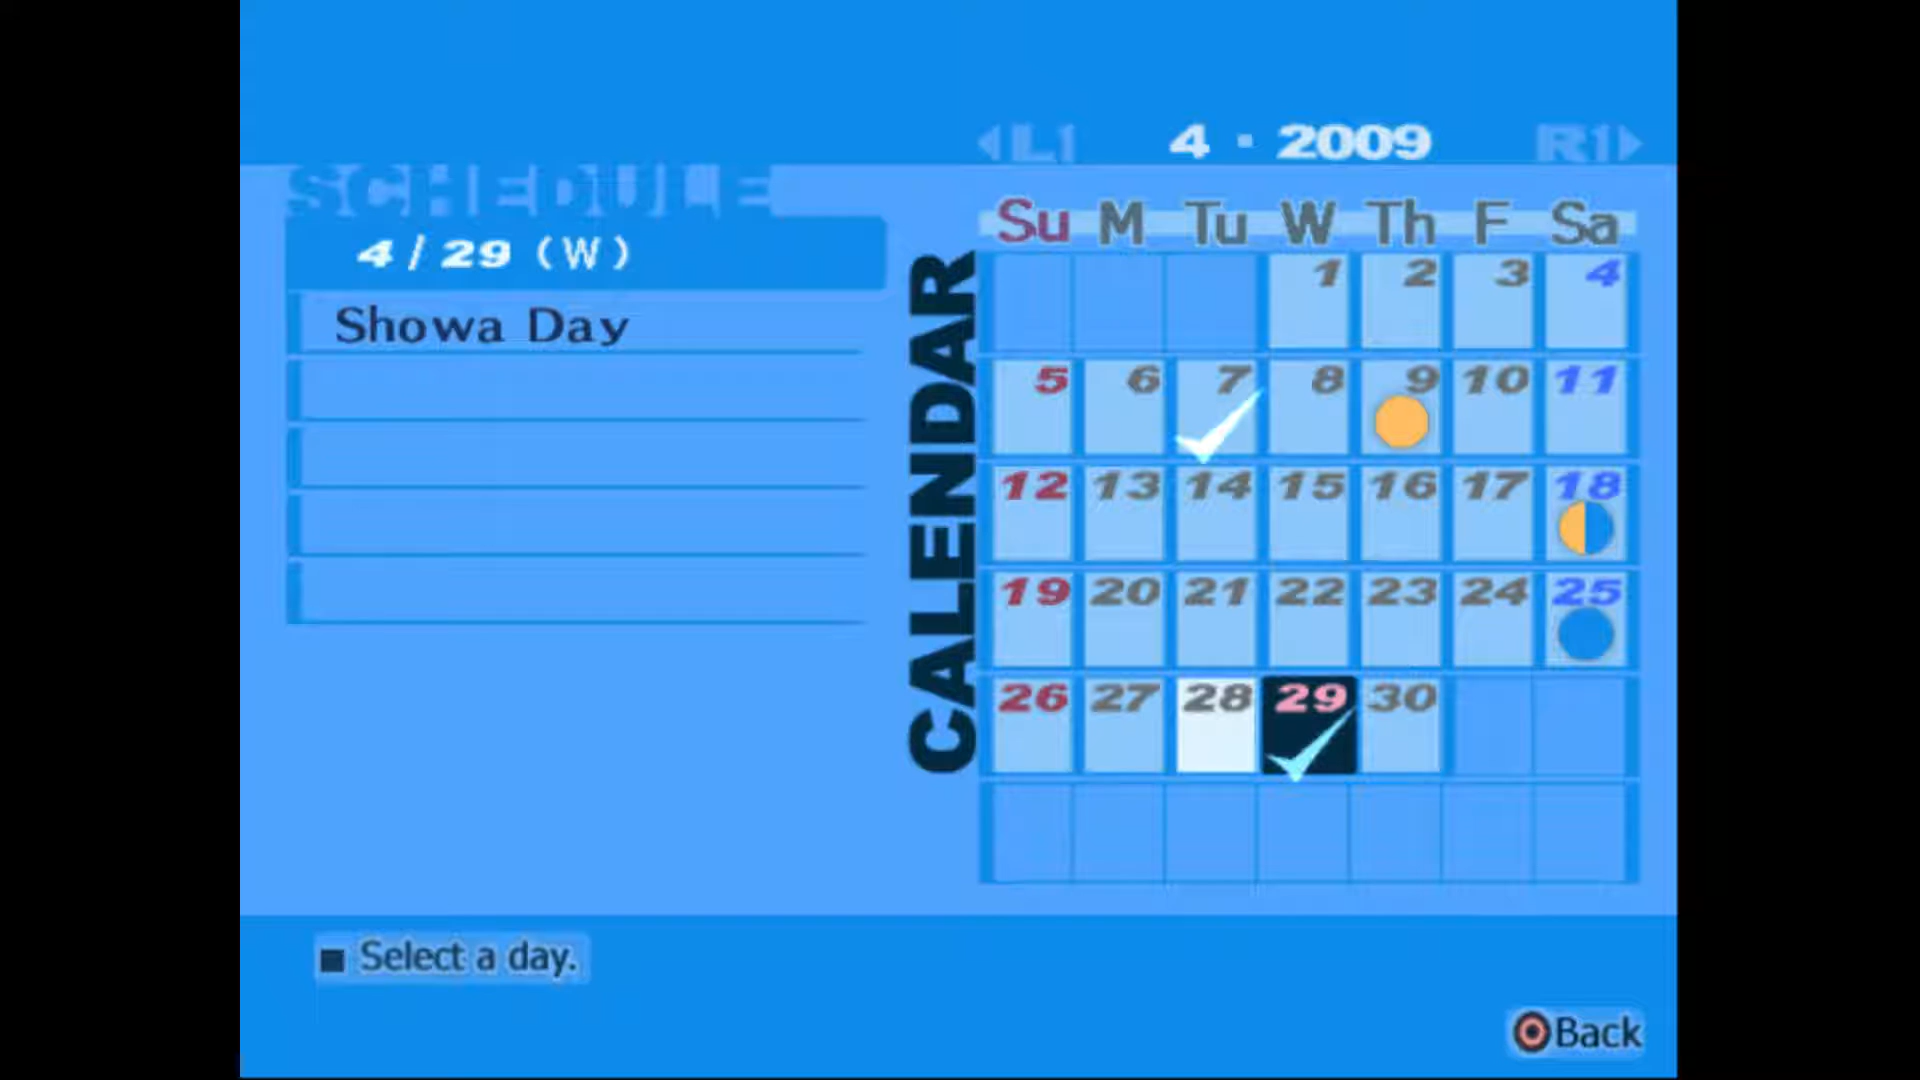 L1 4 · 2009 R1
SCHEDULE
4/29 (W)
Showa Day
CALENDAR
Su M Tu W Th F Sa
1 2 3 4
5 6 7 8 9 10 11
12 13 14 15 16 17 18
19 20 21 22 23 24 25
26 27 28 29 30
Select a day.
Back